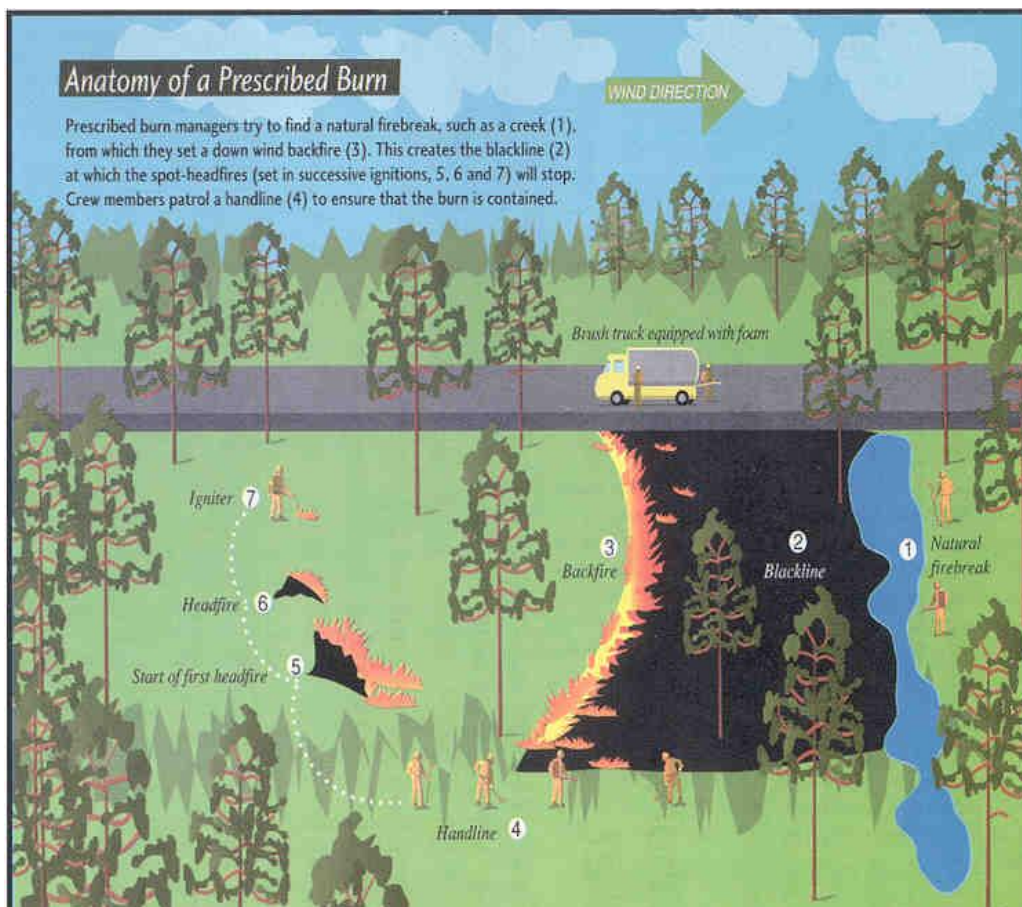 Anatomy of a Prescribed Burn
WIND DIRECTION
Prescribed burn managers try to find a natural firebreak, such as a creek (1),
from which they set a down wind backfire (3). This creates the blackline (2)
at which the spot-headfires (set in successive ignitions, 5, 6 and 7) will stop.
Crew members patrol a handline (4) to ensure that the burn is contained.
Brush truck equipped with foam
Igniter 7
3
Backfire
2
Blackline
1 Natural
firebreak
Headfire 6
Start of first headfire 5
Handline 4